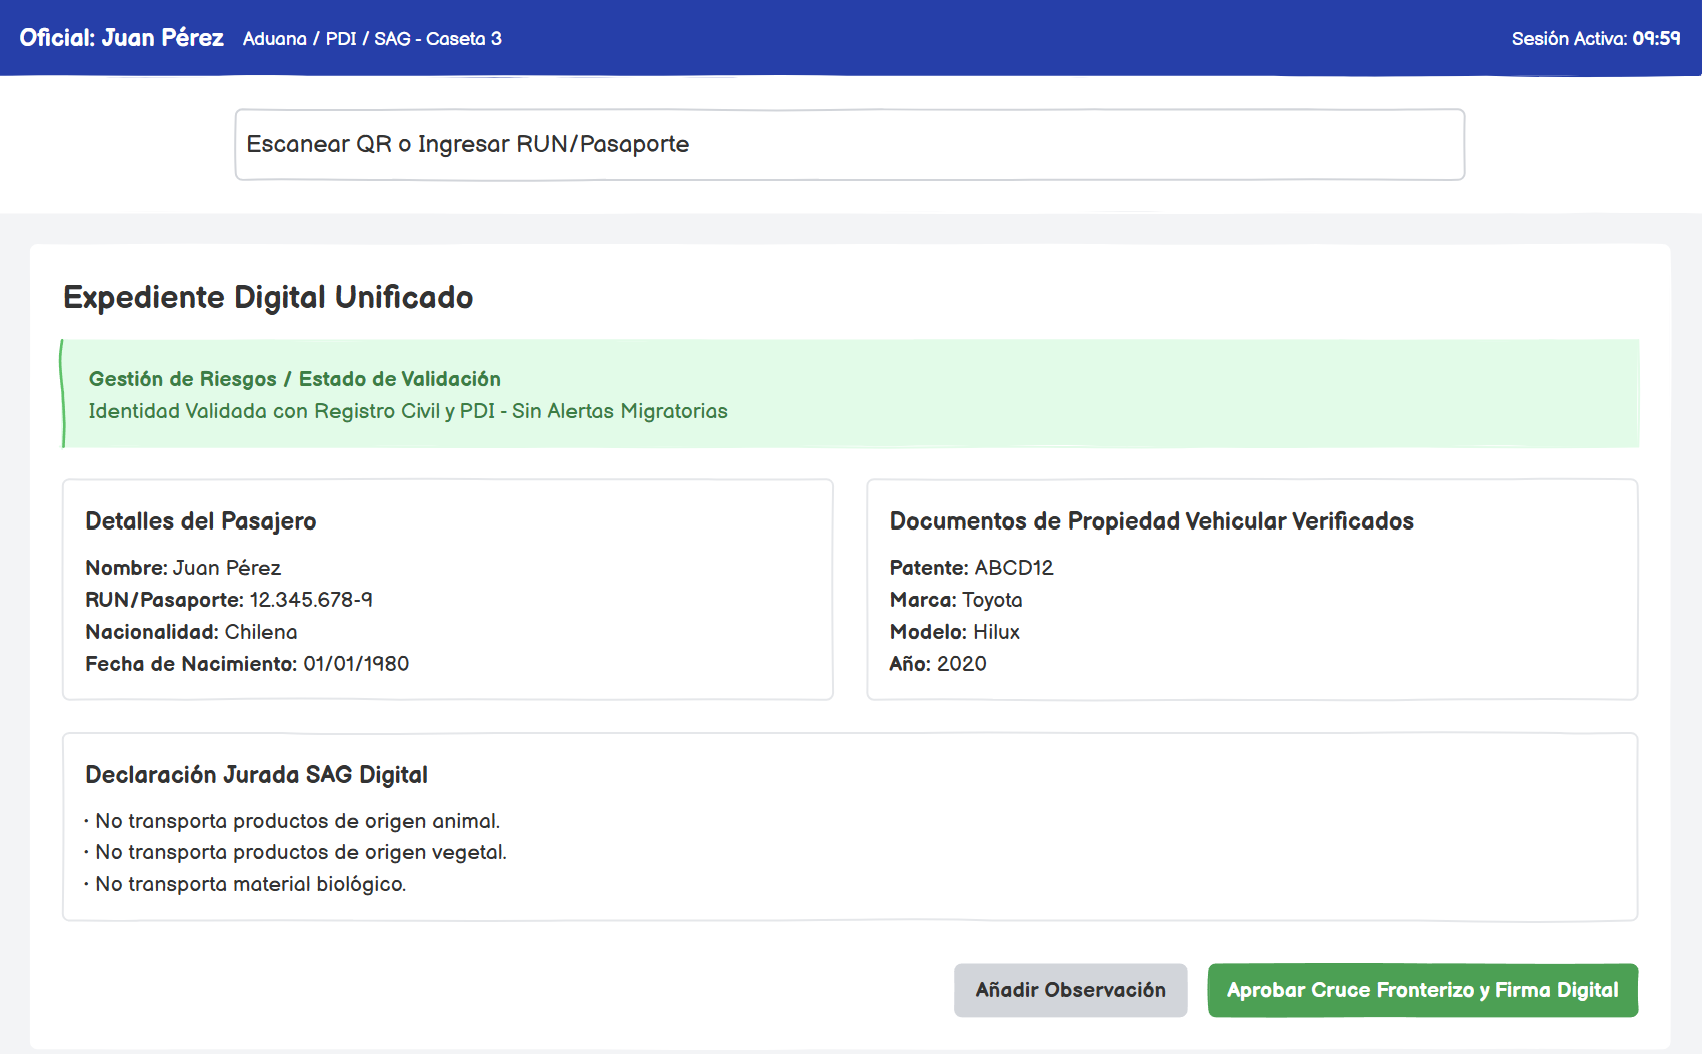 Oficial: Juan Pérez Aduana / PDI / SAG - Caseta 3 Sesión Activa: 09:59
Escanear QR o Ingresar RUN/Pasaporte
Expediente Digital Unificado
Gestión de Riesgos / Estado de Validación
Identidad Validada con Registro Civil y PDI - Sin Alertas Migratorias
Detalles del Pasajero
Nombre: Juan Pérez
RUN/Pasaporte: 12.345.678-9
Nacionalidad: Chilena
Fecha de Nacimiento: 01/01/1980
Documentos de Propiedad Vehicular Verificados
Patente: ABCD12
Marca: Toyota
Modelo: Hilux
Año: 2020
Declaración Jurada SAG Digital
• No transporta productos de origen animal.
• No transporta productos de origen vegetal.
• No transporta material biológico.
Añadir Observación
Aprobar Cruce Fronterizo y Firma Digital